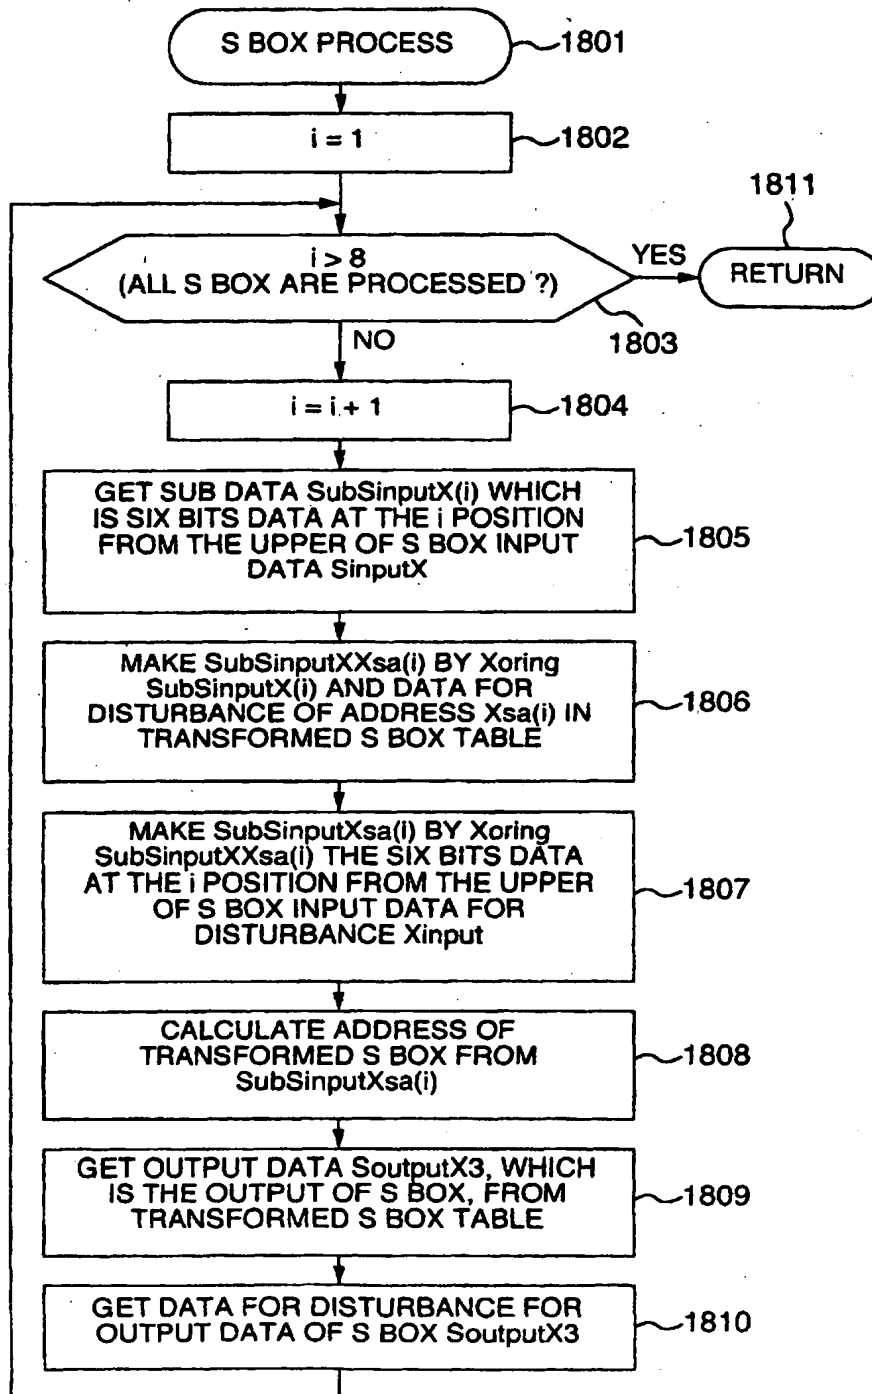 S BOX PROCESS
1801
i = 1
1802
1811
i > 8
(ALL S BOX ARE PROCESSED ?)
YES
RETURN
1803
NO
i = i + 1
1804
GET SUB DATA SubSinputX(i) WHICH
IS SIX BITS DATA AT THE i POSITION
FROM THE UPPER OF S BOX INPUT
DATA SinputX
1805
MAKE SubSinputXXsa(i) BY Xoring
SubSinputX(i) AND DATA FOR
DISTURBANCE OF ADDRESS Xsa(i) IN
TRANSFORMED S BOX TABLE
1806
MAKE SubSinputXsa(i) BY Xoring
SubSinputXXsa(i) THE SIX BITS DATA
AT THE i POSITION FROM THE UPPER
OF S BOX INPUT DATA FOR
DISTURBANCE Xinput
1807
CALCULATE ADDRESS OF
TRANSFORMED S BOX FROM
SubSinputXsa(i)
1808
GET OUTPUT DATA SoutputX3, WHICH
IS THE OUTPUT OF S BOX, FROM
TRANSFORMED S BOX TABLE
1809
GET DATA FOR DISTURBANCE FOR
OUTPUT DATA OF S BOX SoutputX3
1810